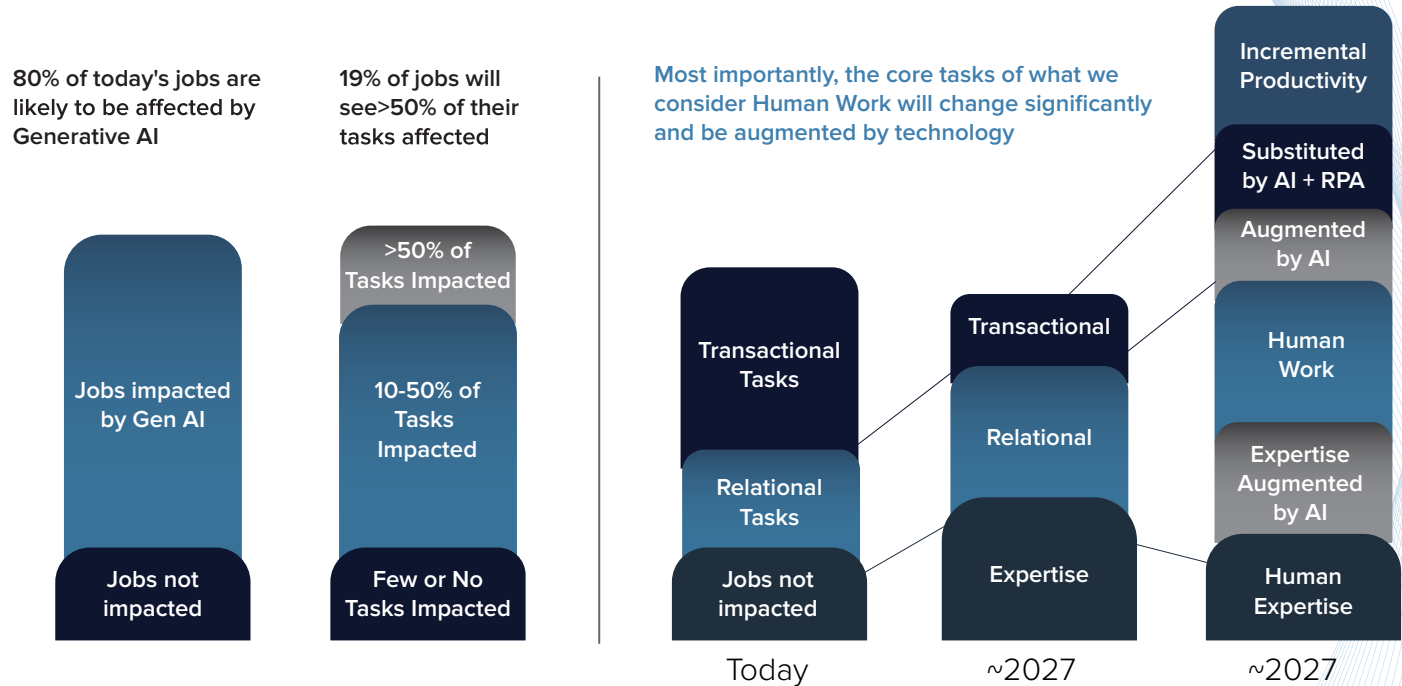 80% of today's jobs are
likely to be affected by
Generative AI
19% of jobs will
see>50% of their
tasks affected
Jobs impacted
by Gen AI
Jobs not
impacted
>50% of
Tasks Impacted
10-50% of
Tasks
Impacted
Few or No
Tasks Impacted
Most importantly, the core tasks of what we
consider Human Work will change significantly
and be augmented by technology
Transactional
Tasks
Relational
Tasks
Jobs not
impacted
Today
Transactional
Relational
Expertise
~2027
Incremental
Productivity
Substituted
by AI + RPA
Augmented
by AI
Human
Work
Expertise
Augmented
by AI
Human
Expertise
~2027